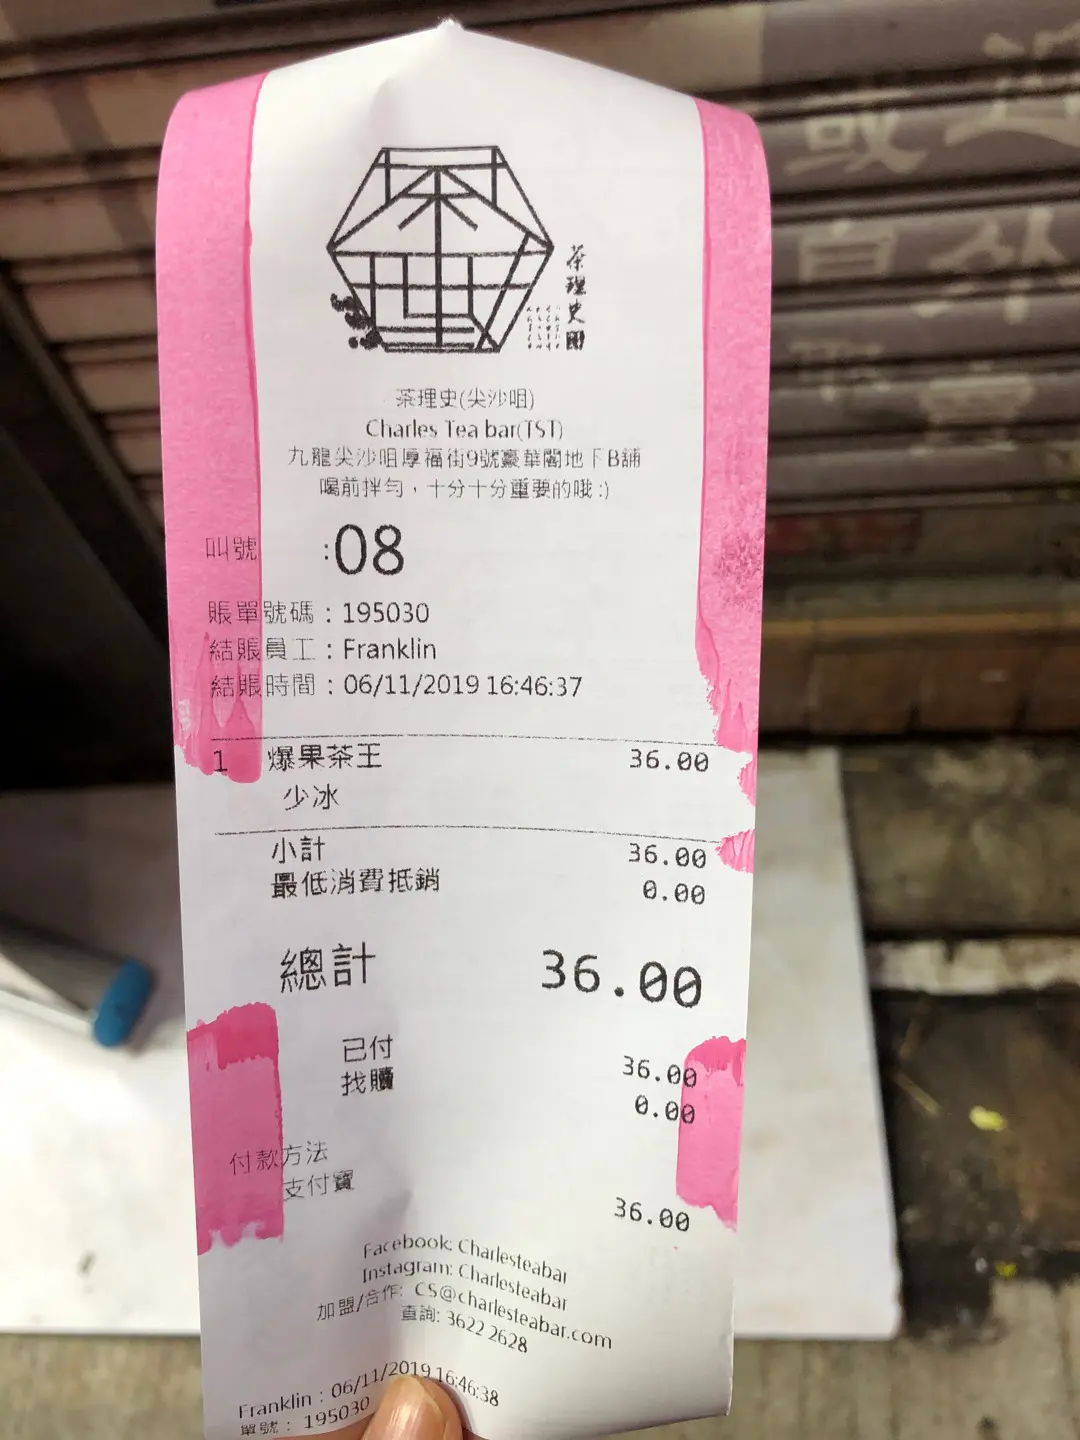 茶理史館
茶理史(尖沙咀)
Charles Tea bar(TST)
九龍尖沙咀厚福街9號豪華閣地下B舖
喝前拌勻，十分十分重要的哦:)
叫號 :08
賬單號碼：195030
結賬員工：Franklin
結賬時間：06/11/2019 16:46:37
1 爆果茶王 36.00
少冰
小計 36.00
最低消費抵銷 0.00
總計 36.00
已付 36.00
找贖 0.00
付款方法
支付寶 36.00
Facebook: Charlesteabar
Instagram: Charlesteabar
加盟/合作: CS@charlesteabar.com
查詢: 3622 2628
Franklin：06/11/2019 16:46:38
單號：195030
或
自